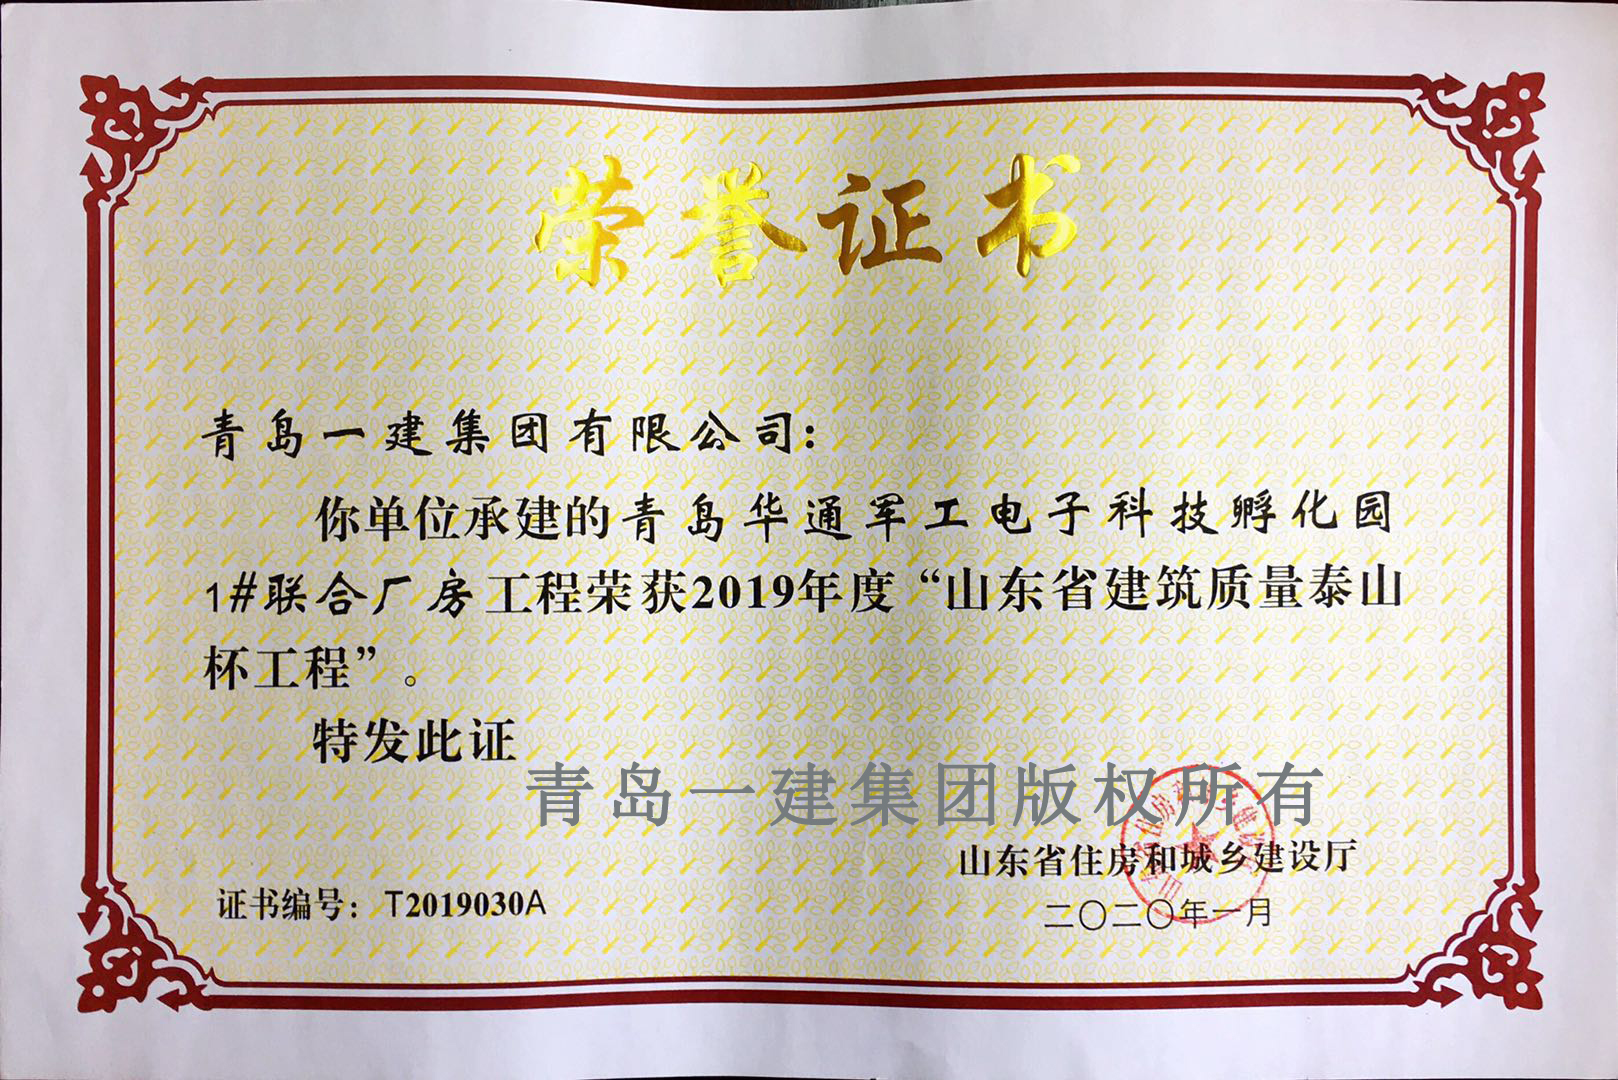 荣誉证书
青岛一建集团有限公司:
你单位承建的青岛华通军工电子科技孵化园
1#联合厂房工程荣获2019年度“山东省建筑质量泰山
杯工程”。
特发此证
青岛一建集团版权所有
山东省住房和城乡建设厅
证书编号：T2019030A
二〇二〇年一月